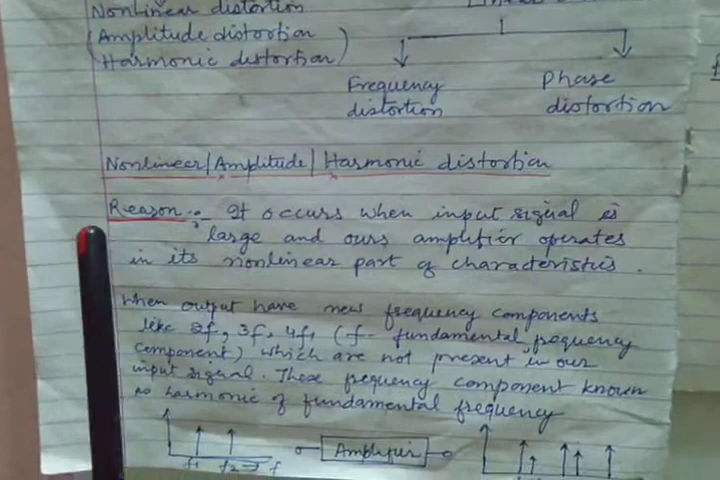 Nonlinear distortion
(Amplitude distortion
Harmonic distortion)
Frequency
distortion
Phase
distortion
Nonlinear/Amplitude/Harmonic distortion
Reason :- It occurs when input signal is
large and ours amplifier operates
in its nonlinear part of characteristics.
When output have new frequency components
like 2f, 3f, 4f, (f- fundamental frequency
component) which are not present in our
input signal. These frequency component known
as harmonic of fundamental frequency
f1 f2 → f
Amplifier